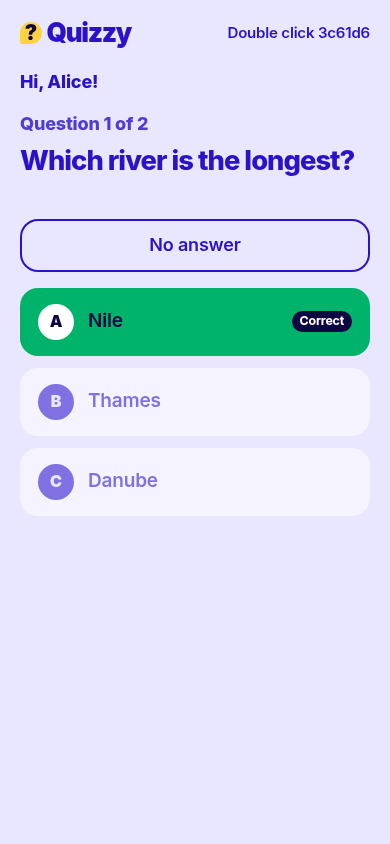 ? Quizzy
Double click 3c61d6
Hi, Alice!
Question 1 of 2
Which river is the longest?
No answer
A Nile Correct
B Thames
C Danube